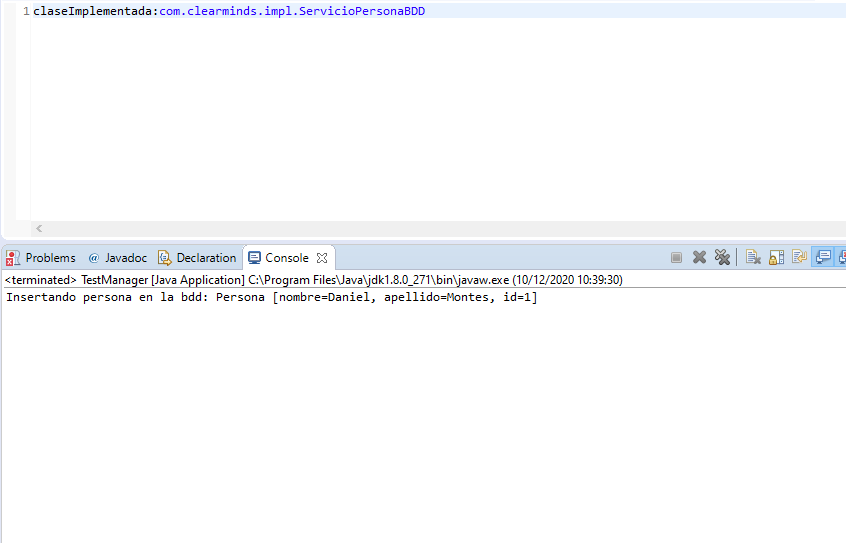 1 claseImplementada:com.clearminds.impl.ServicioPersonaBDD
Problems @ Javadoc Declaration Console
<terminated> TestManager [Java Application] C:\Program Files\Java\jdk1.8.0_271\bin\javaw.exe (10/12/2020 10:39:30)
Insertando persona en la bdd: Persona [nombre=Daniel, apellido=Montes, id=1]